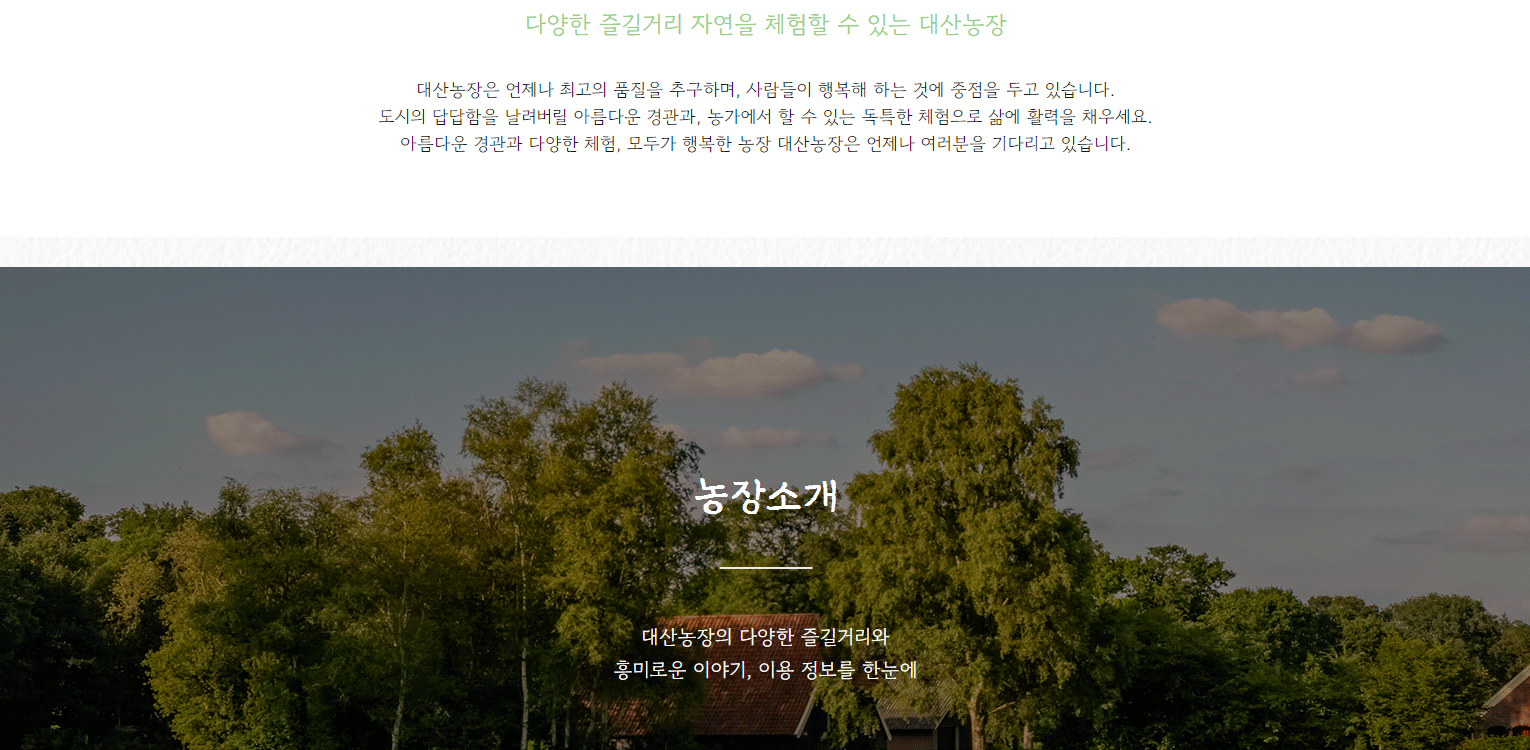 다양한 즐길거리 자연을 체험할 수 있는 대산농장
대산농장은 언제나 최고의 품질을 추구하며, 사람들이 행복해 하는 것에 중점을 두고 있습니다.
도시의 답답함을 날려버릴 아름다운 경관과, 농가에서 할 수 있는 독특한 체험으로 삶에 활력을 채우세요.
아름다운 경관과 다양한 체험, 모두가 행복한 농장 대산농장은 언제나 여러분을 기다리고 있습니다.
농장소개
대산농장의 다양한 즐길거리와
흥미로운 이야기, 이용 정보를 한눈에